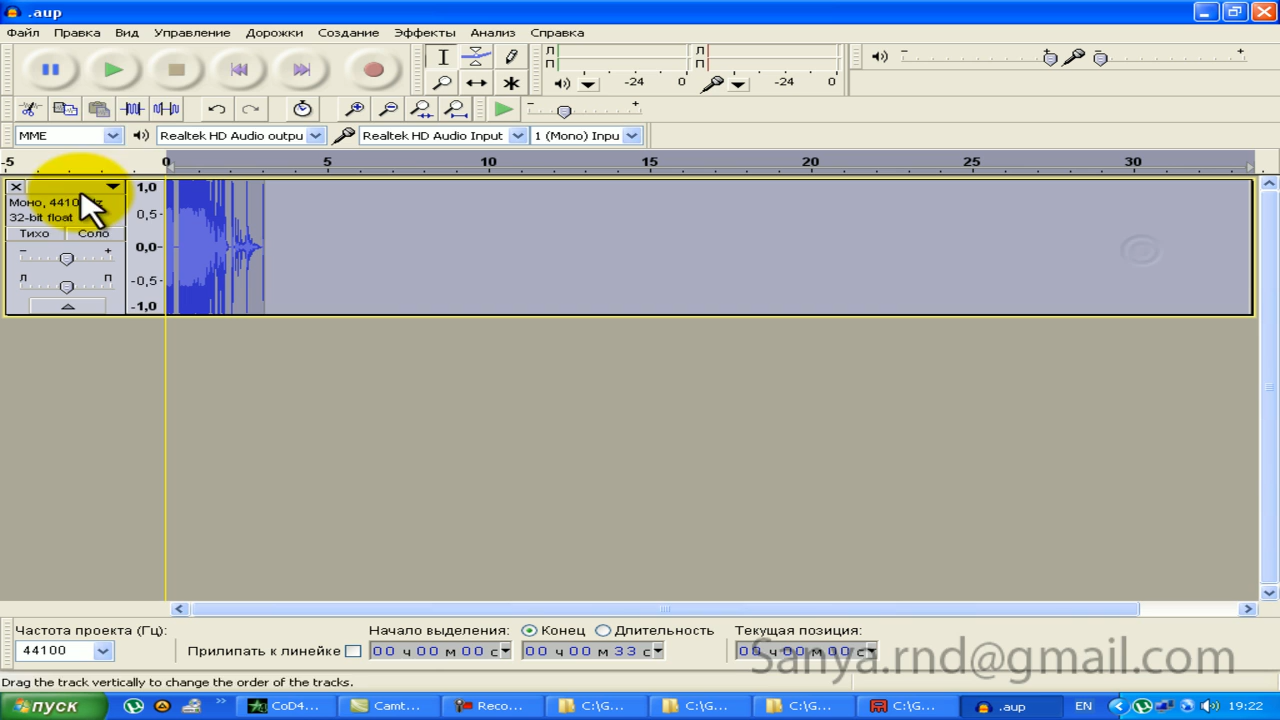 .aup
Файл Правка Вид Управление Дорожки Создание Эффекты Анализ Справка
Л
П
-24 0
Л
П
-24 0
MME Realtek HD Audio outpu Realtek HD Audio Input 1 (Mono) Inpu
-5 0 5 10 15 20 25 30
Моно, 4410
32-bit float
Тихо Соло
Л П
1,0
0,5
0,0
-0,5
-1,0
Частота проекта (Гц): Начало выделения: Конец Длительность Текущая позиция:
44100 Прилипать к линейке 00 ч 00 м 00 с 00 ч 00 м 33 с 00 ч 00 м 00 с
Sanya.rnd@gmail.com
Drag the track vertically to change the order of the tracks.
пуск CoD4... Camt... Reco... C:\G... C:\G... C:\G... C:\G... .aup EN 19:22